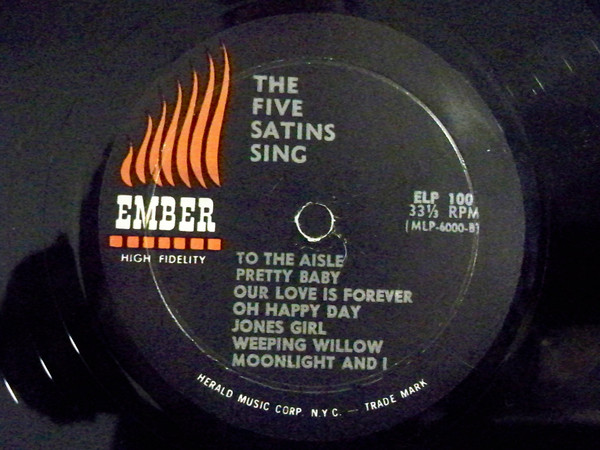 THE
FIVE
SATINS
SING
EMBER
HIGH FIDELITY
ELP 100
33⅓ RPM
(MLP-6000-B)
TO THE AISLE
PRETTY BABY
OUR LOVE IS FOREVER
OH HAPPY DAY
JONES GIRL
WEEPING WILLOW
MOONLIGHT AND I
HERALD MUSIC CORP. N.Y.C. — TRADE MARK